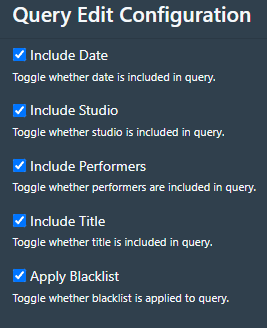 Query Edit Configuration
Include Date
Toggle whether date is included in query.
Include Studio
Toggle whether studio is included in query.
Include Performers
Toggle whether performers are included in query.
Include Title
Toggle whether title is included in query.
Apply Blacklist
Toggle whether blacklist is applied to query.